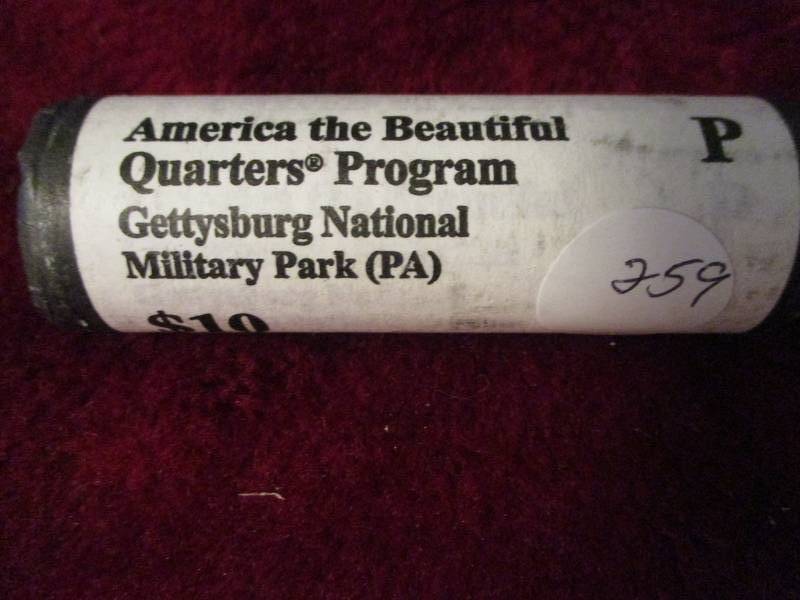 America the Beautiful
Quarters® Program
P
Gettysburg National
Military Park (PA)
259
$10